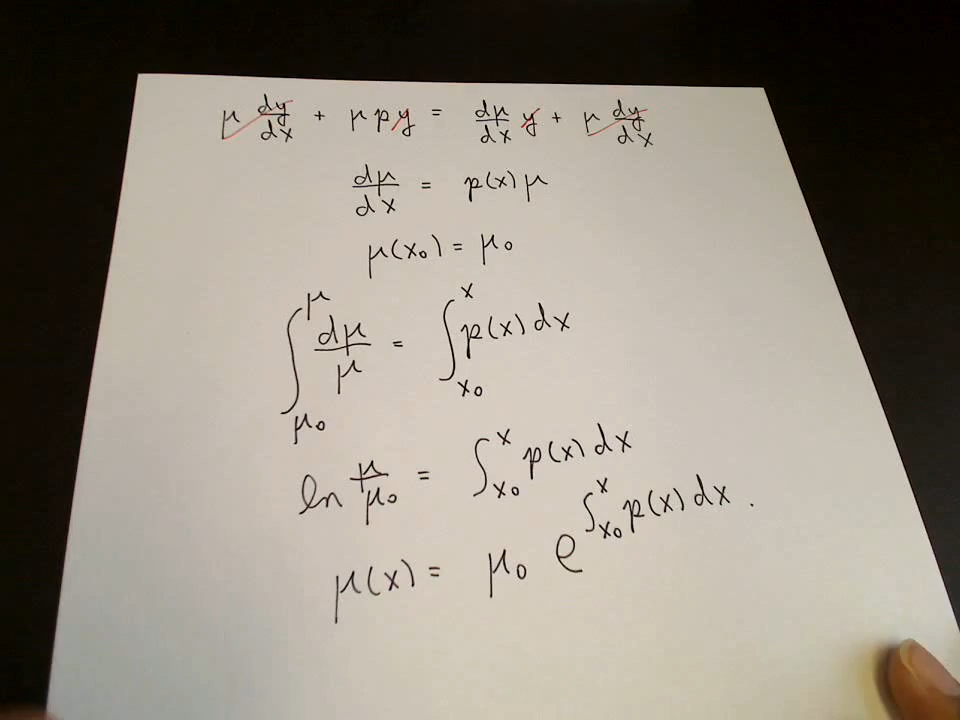 μ dy/dx + μ p y = dμ/dx y + μ dy/dx
dμ/dx = p(x) μ
μ(x₀) = μ₀
∫_{μ₀}^{μ} dμ/μ = ∫_{x₀}^{x} p(x) dx
ln μ/μ₀ = ∫_{x₀}^{x} p(x) dx
μ(x) = μ₀ e^{∫_{x₀}^{x} p(x) dx} .